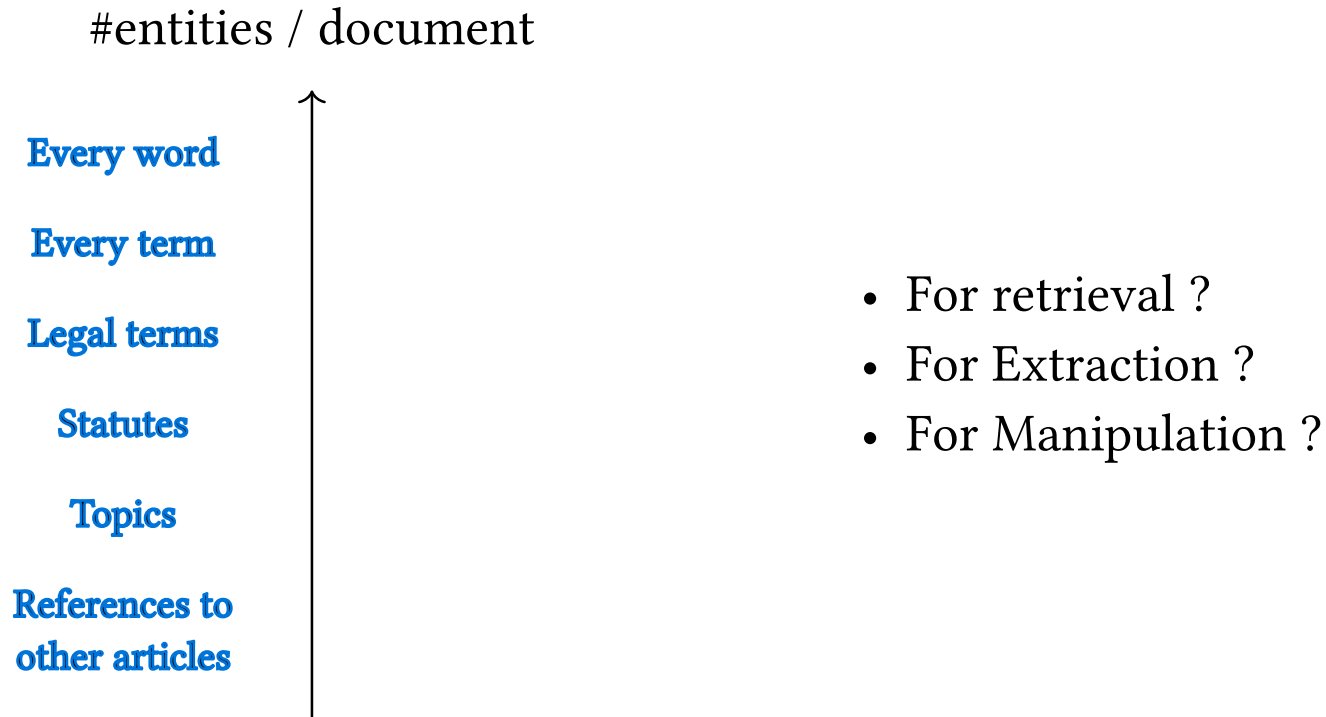 #entities / document
Every word
Every term
Legal terms
Statutes
Topics
References to
other articles
• For retrieval ?
• For Extraction ?
• For Manipulation ?